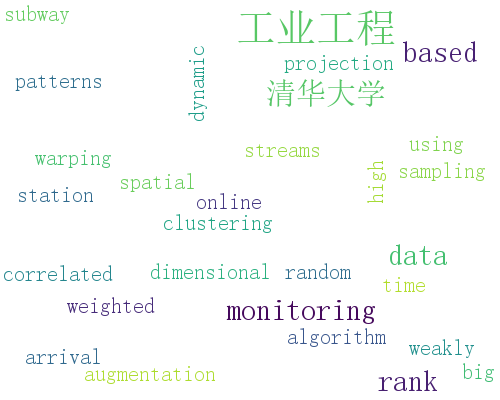 subway
工业工程
based
dynamic
projection
patterns
清华大学
using
streams
warping
high
sampling
spatial
station
online
clustering
data
correlated
dimensional
random
time
weighted
monitoring
algorithm
weakly
arrival
augmentation
rank
big